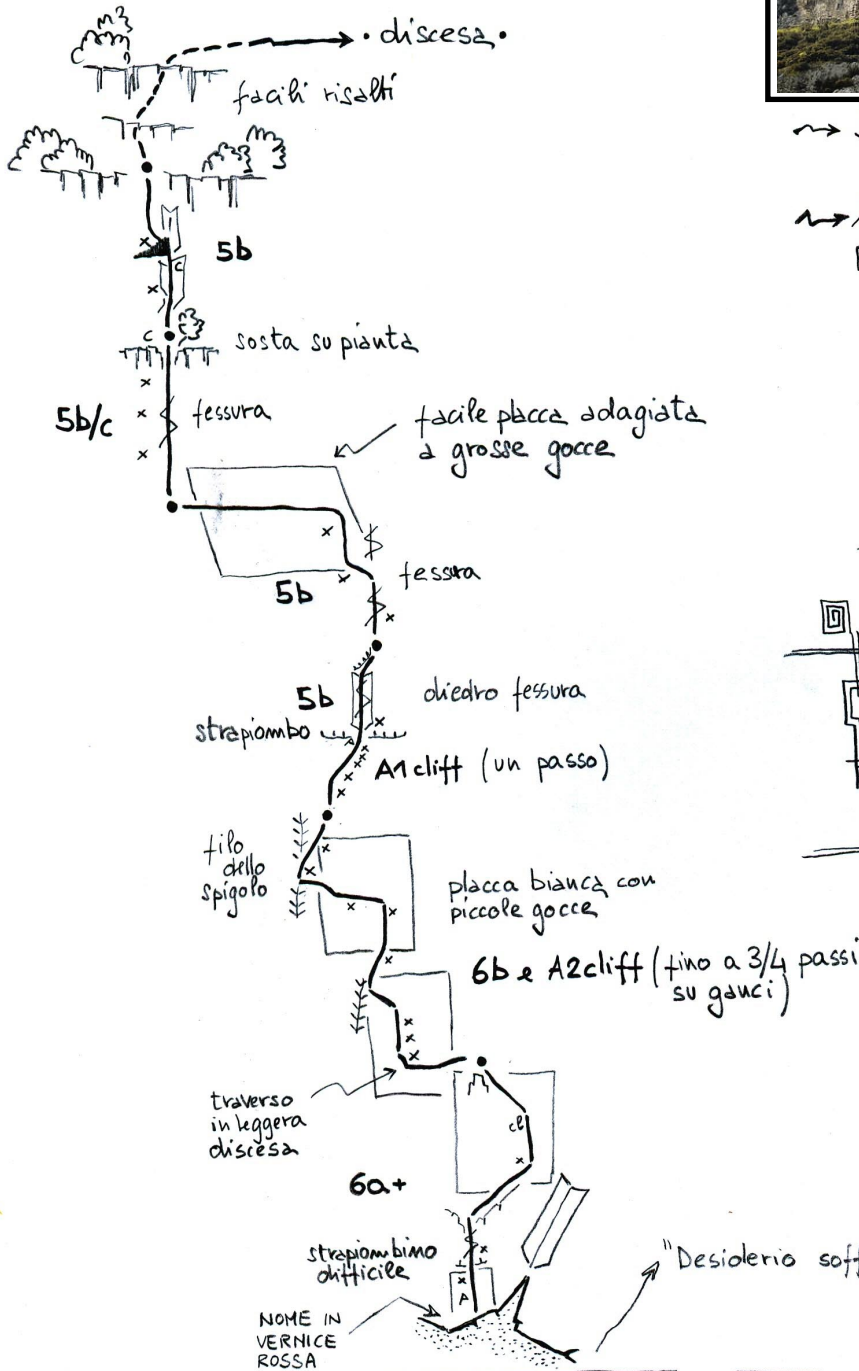 • discesa •
facili risalti
5b
c
c
sosta su pianta
5b/c
fessura
facile placca adagiata
a grosse gocce
5b
fessura
5b
diedro fessura
strapiombo
A
A1 cliff (un passo)
filo
dello
spigolo
placca bianca con
piccole gocce
6b e A2cliff (fino a 3/4 passi
su ganci)
traverso
in leggera
discesa
cl
6a+
strapiombino
difficile
A
"Desiderio soff
NOME IN
VERNICE
ROSSA